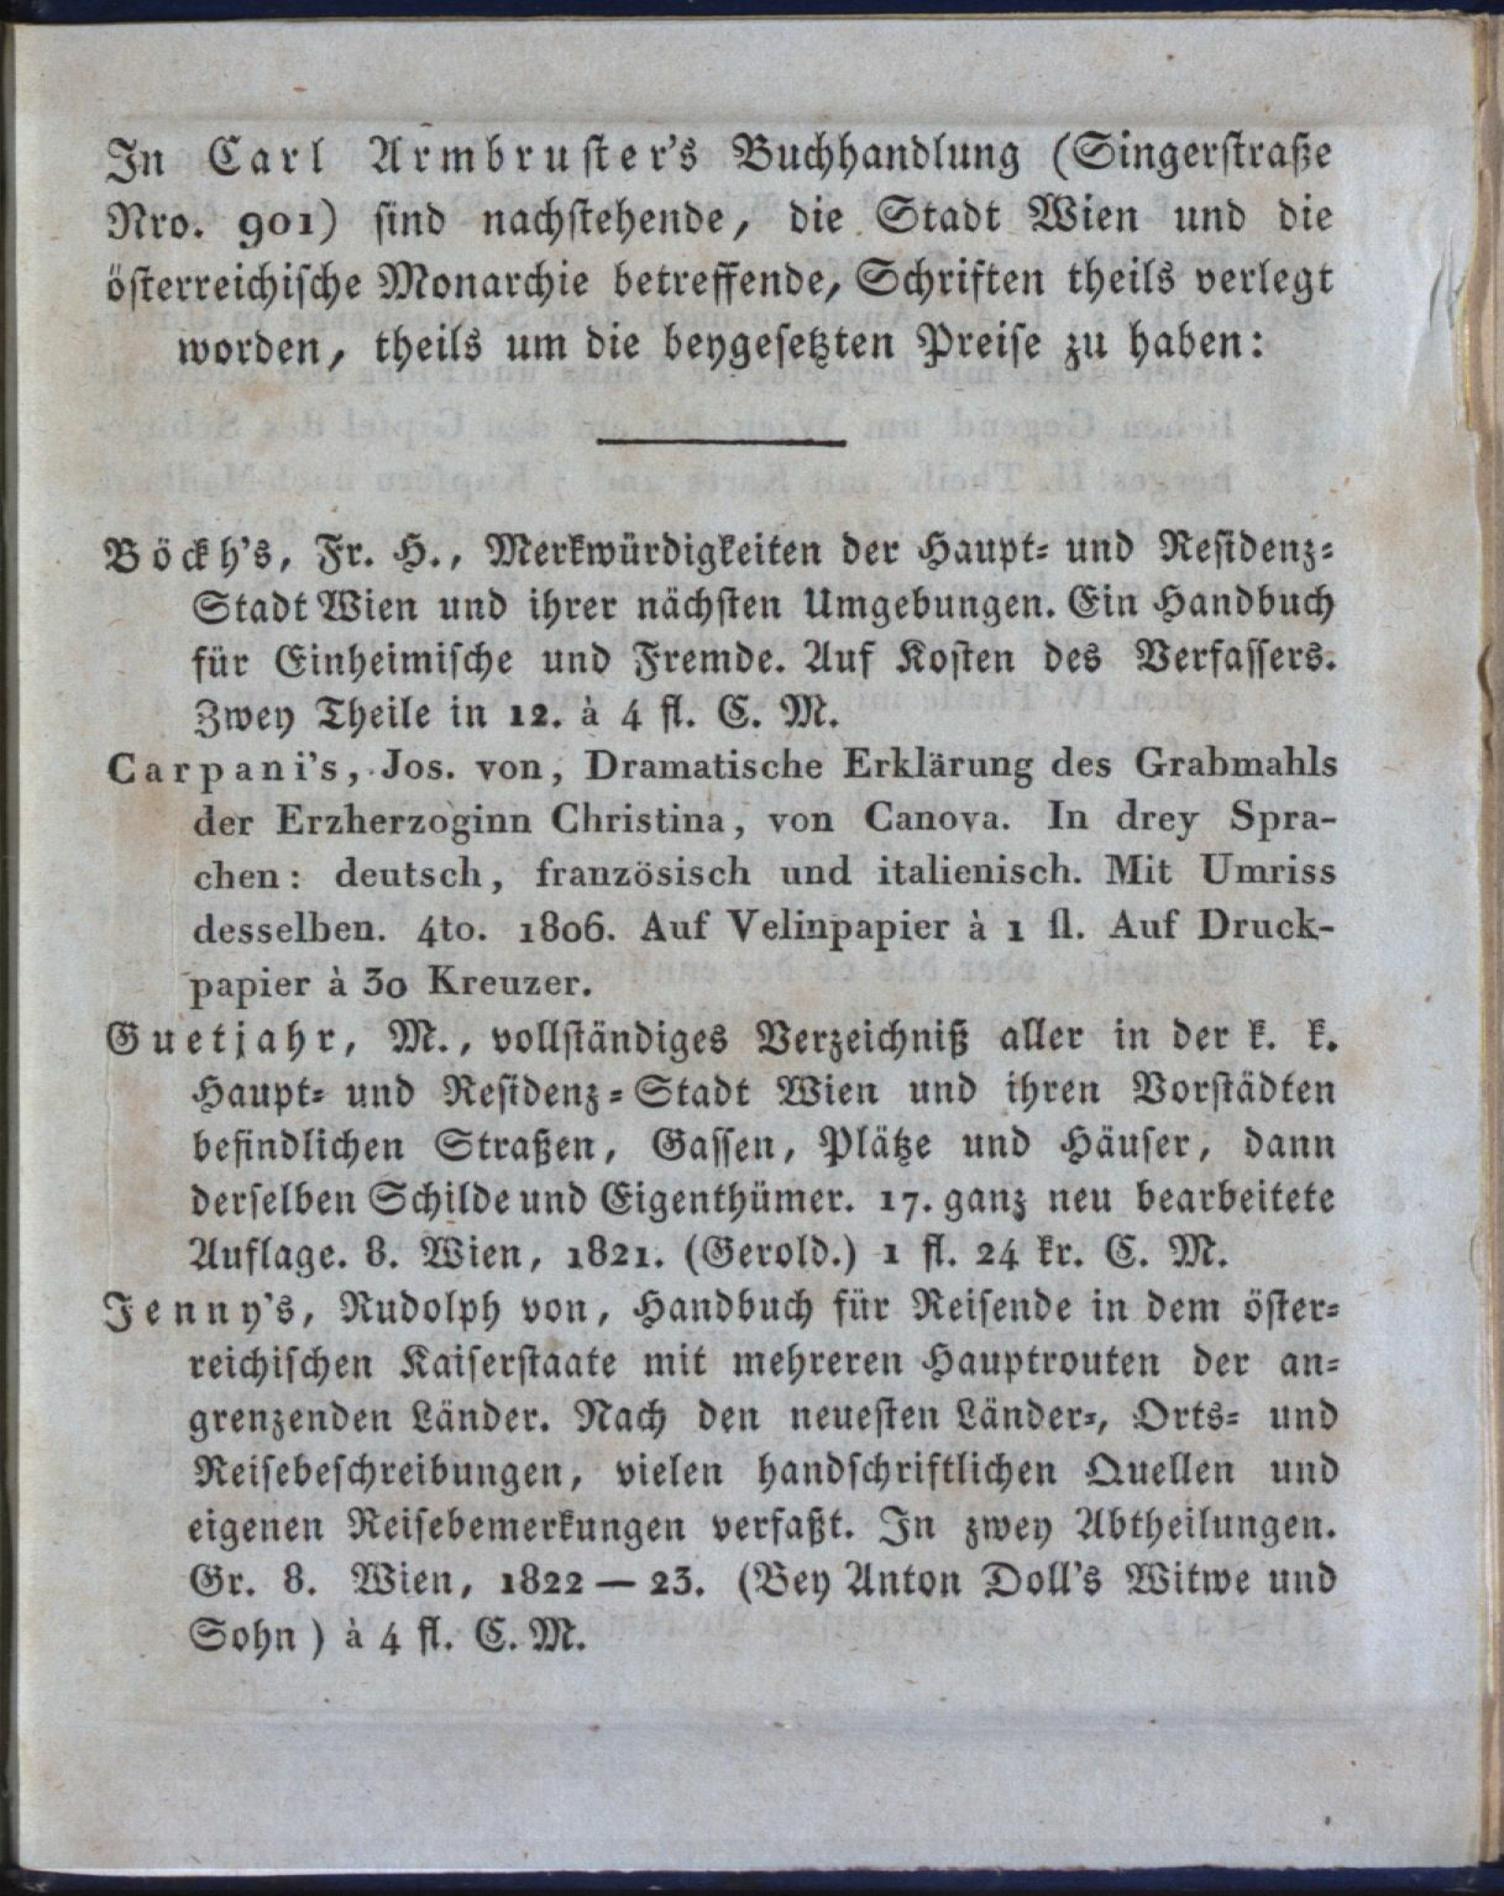 In Carl Armbruster's Buchhandlung (Singerstraße
Nro. 901) sind nachstehende, die Stadt Wien und die
österreichische Monarchie betreffende, Schriften theils verlegt
worden, theils um die beygesetzten Preise zu haben:
Böckh's, Fr. H., Merkwürdigkeiten der Haupt- und Residenz-
Stadt Wien und ihrer nächsten Umgebungen. Ein Handbuch
für Einheimische und Fremde. Auf Kosten des Verfassers.
Zwey Theile in 12. à 4 fl. C. M.
Carpani's, Jos. von, Dramatische Erklärung des Grabmahls
der Erzherzoginn Christina, von Canova. In drey Spra-
chen: deutsch, französisch und italienisch. Mit Umriss
desselben. 4to. 1806. Auf Velinpapier à 1 fl. Auf Druck-
papier à 30 Kreuzer.
Guetjahr, M., vollständiges Verzeichniß aller in der k. k.
Haupt- und Residenz-Stadt Wien und ihren Vorstädten
befindlichen Straßen, Gassen, Plätze und Häuser, dann
derselben Schilde und Eigenthümer. 17. ganz neu bearbeitete
Auflage. 8. Wien, 1821. (Gerold.) 1 fl. 24 kr. C. M.
Jenny's, Rudolph von, Handbuch für Reisende in dem öster-
reichischen Kaiserstaate mit mehreren Hauptrouten der an-
grenzenden Länder. Nach den neuesten Länder-, Orts- und
Reisebeschreibungen, vielen handschriftlichen Quellen und
eigenen Reisebemerkungen verfaßt. In zwey Abtheilungen.
Gr. 8. Wien, 1822 — 23. (Bey Anton Doll's Witwe und
Sohn) à 4 fl. C. M.